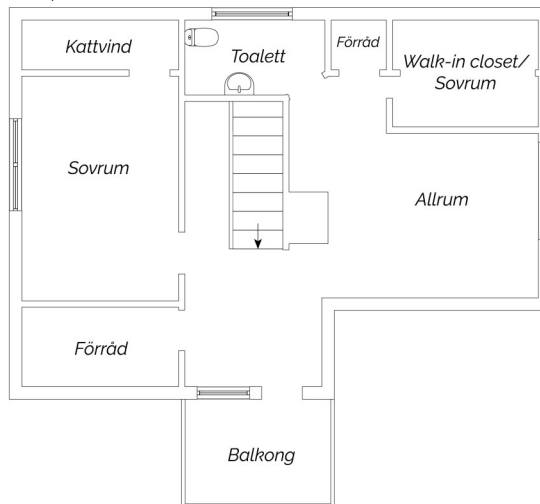 Kattvind
Toalett
Förråd
Walk-in closet/
Sovrum
Sovrum
Allrum
Förråd
Balkong